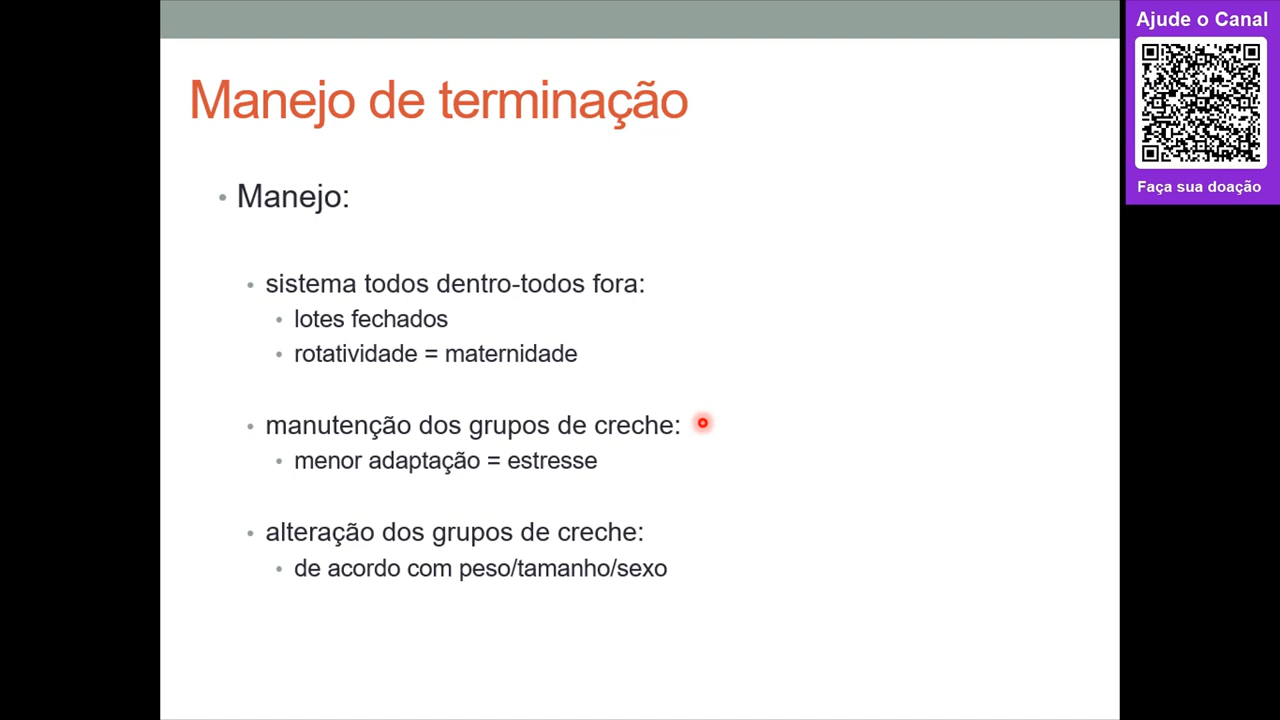 Manejo de terminação
• Manejo:
• sistema todos dentro-todos fora:
• lotes fechados
• rotatividade = maternidade
• manutenção dos grupos de creche:
• menor adaptação = estresse
• alteração dos grupos de creche:
• de acordo com peso/tamanho/sexo
Ajude o Canal
Faça sua doação